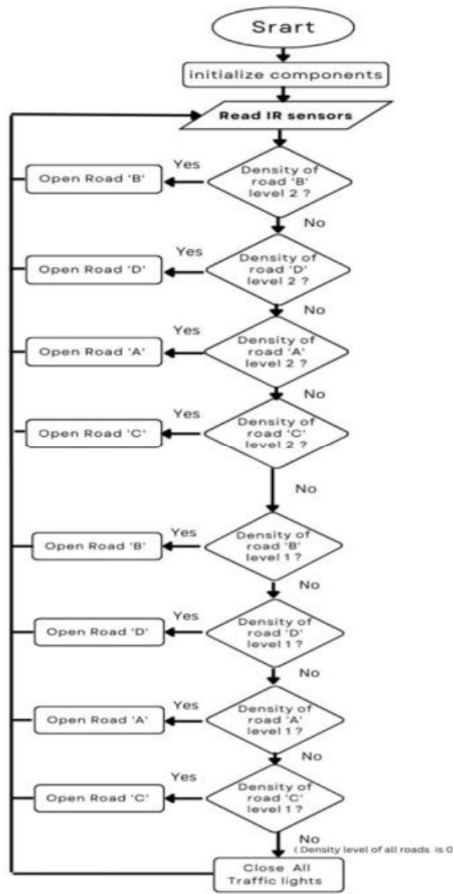 Srart
initialize components
Read IR sensors
Yes
Open Road 'B'
Density of
road 'B'
level 2 ?
No
Yes
Open Road 'D'
Density of
road 'D'
level 2 ?
No
Yes
Open Road 'A'
Density of
road 'A'
level 2 ?
No
Yes
Open Road 'C'
Density of
road 'C'
level 2 ?
No
Yes
Open Road 'B'
Density of
road 'B'
level 1 ?
No
Yes
Open Road 'D'
Density of
road 'D'
level 1 ?
No
Yes
Open Road 'A'
Density of
road 'A'
level 1 ?
No
Yes
Open Road 'C'
Density of
road 'C'
level 1 ?
No
( Density level of all roads is 0
Close All
Traffic lights